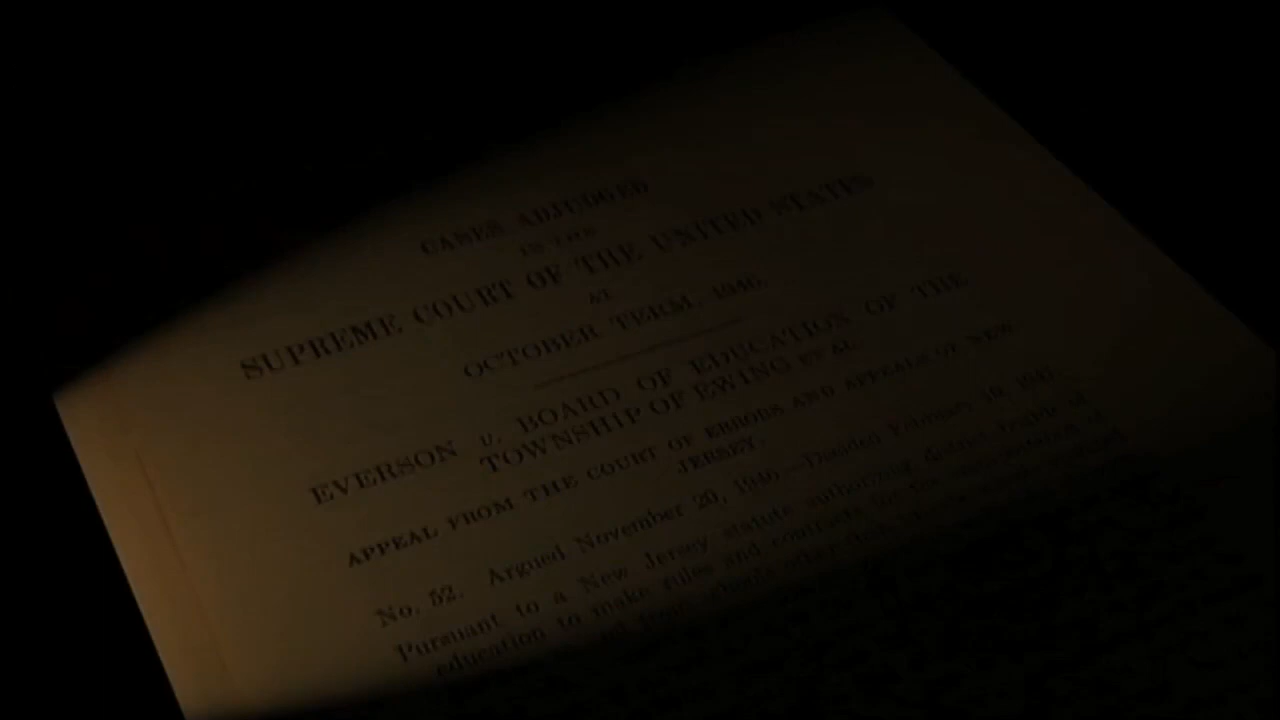 CASES ADJUDGED
IN THE
SUPREME COURT OF THE UNITED STATES
AT
OCTOBER TERM, 1946.
EVERSON v. BOARD OF EDUCATION OF THE
TOWNSHIP OF EWING ET AL.
APPEAL FROM THE COURT OF ERRORS AND APPEALS OF NEW
JERSEY.
No. 52. Argued November 20, 1946.—Decided February 10, 1947.
Pursuant to a New Jersey statute authorizing district boards of
education to make rules and contracts for the transportation of
from schools other